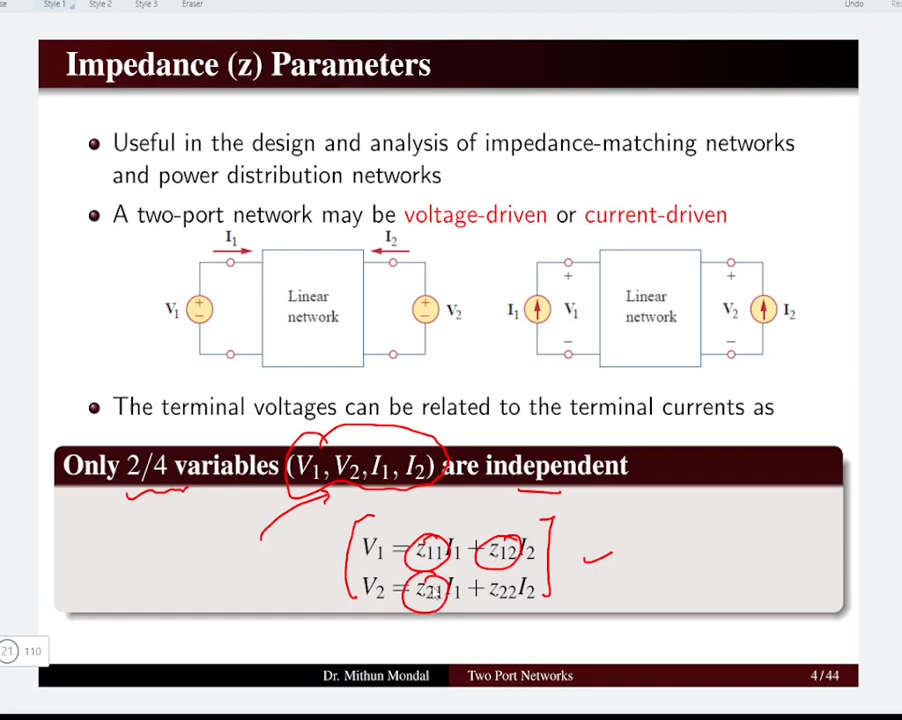 Style 1 Style 2 Style 3 Eraser Undo
Impedance (z) Parameters
Useful in the design and analysis of impedance-matching networks
and power distribution networks
A two-port network may be voltage-driven or current-driven
I₁ I₂
+ +
Linear Linear
V₁ + − network + − V₂ I₁ V₁ network V₂ I₂
− −
The terminal voltages can be related to the terminal currents as
Only 2/4 variables (V₁, V₂, I₁, I₂) are independent
V₁ = z₁₁I₁ + z₁₂I₂
V₂ = z₂₁I₁ + z₂₂I₂
21 110
Dr. Mithun Mondal Two Port Networks 4/44